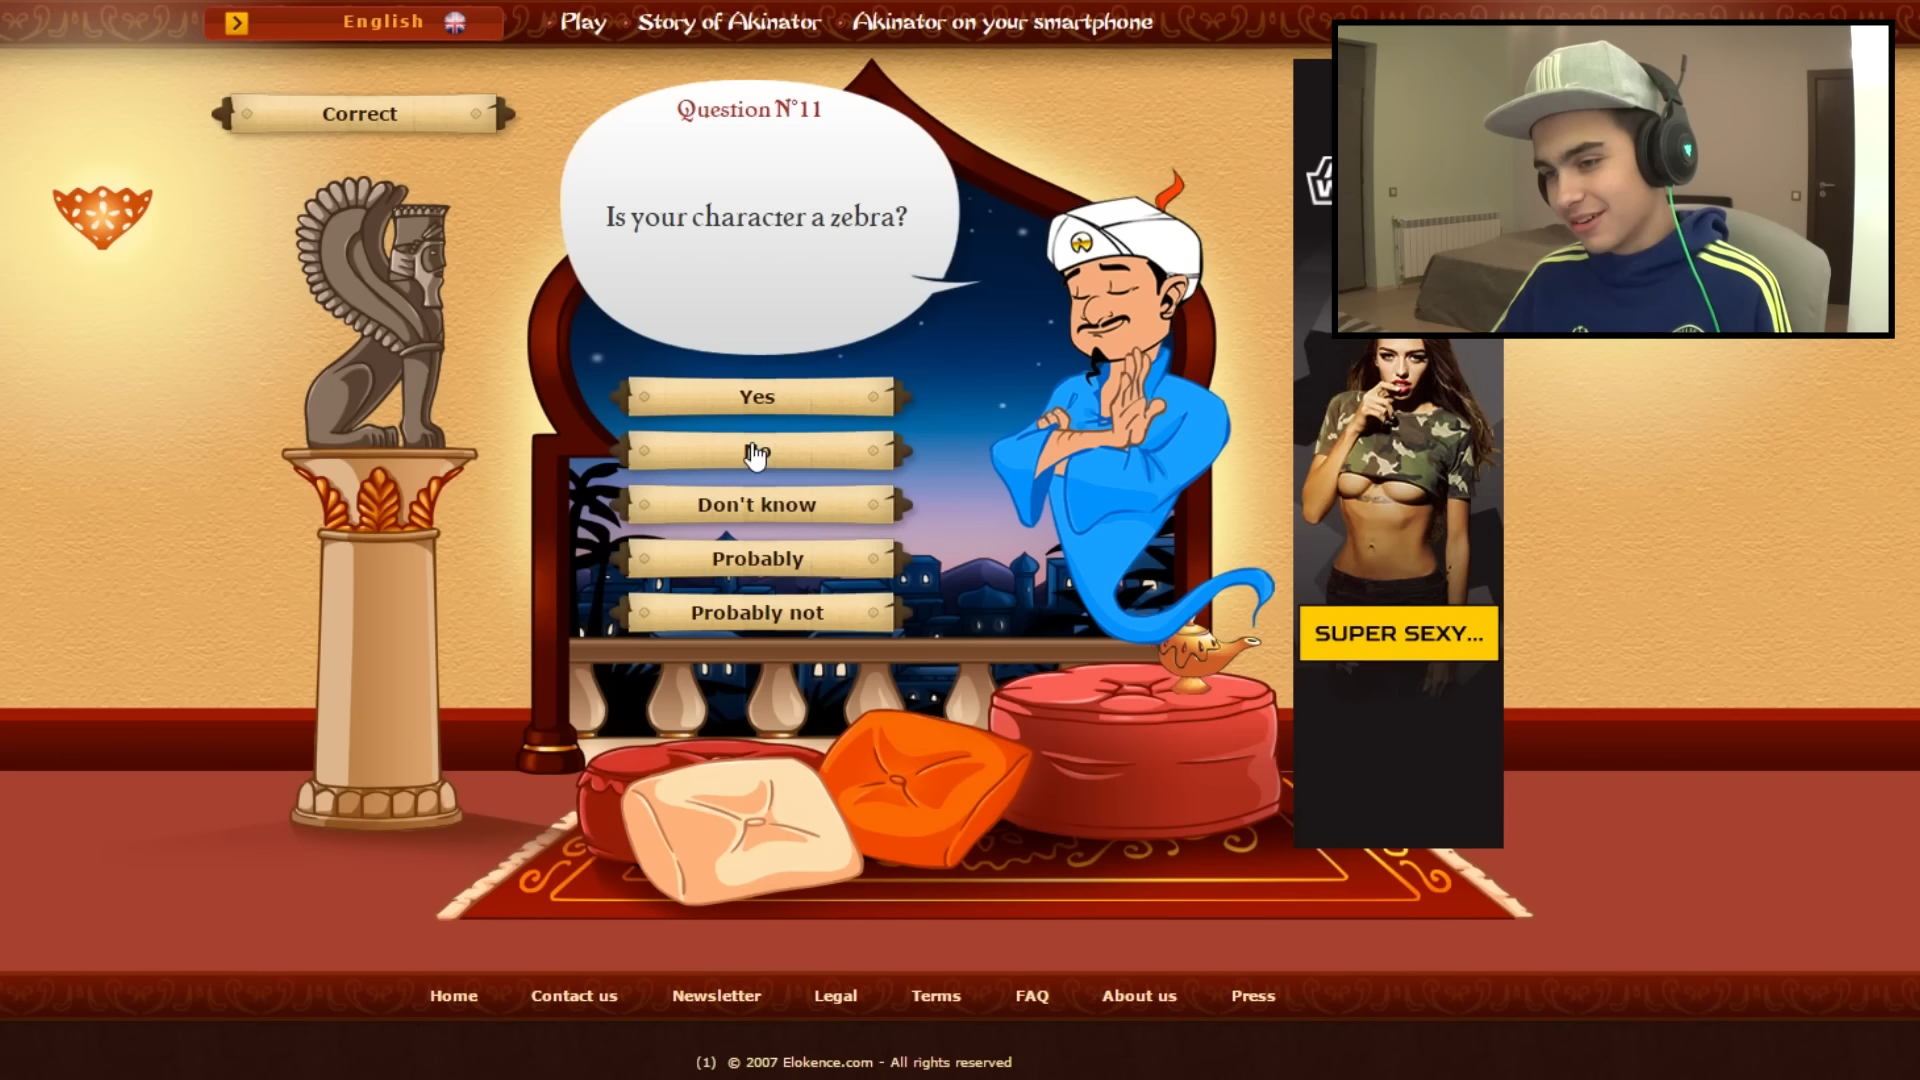 English
Play
Story of Akinator
Akinator on your smartphone
Correct
Question N°11
Is your character a zebra?
Yes
Don't know
Probably
Probably not
SUPER SEXY...
Home
Contact us
Newsletter
Legal
Terms
FAQ
About us
Press
(1) © 2007 Elokence.com - All rights reserved